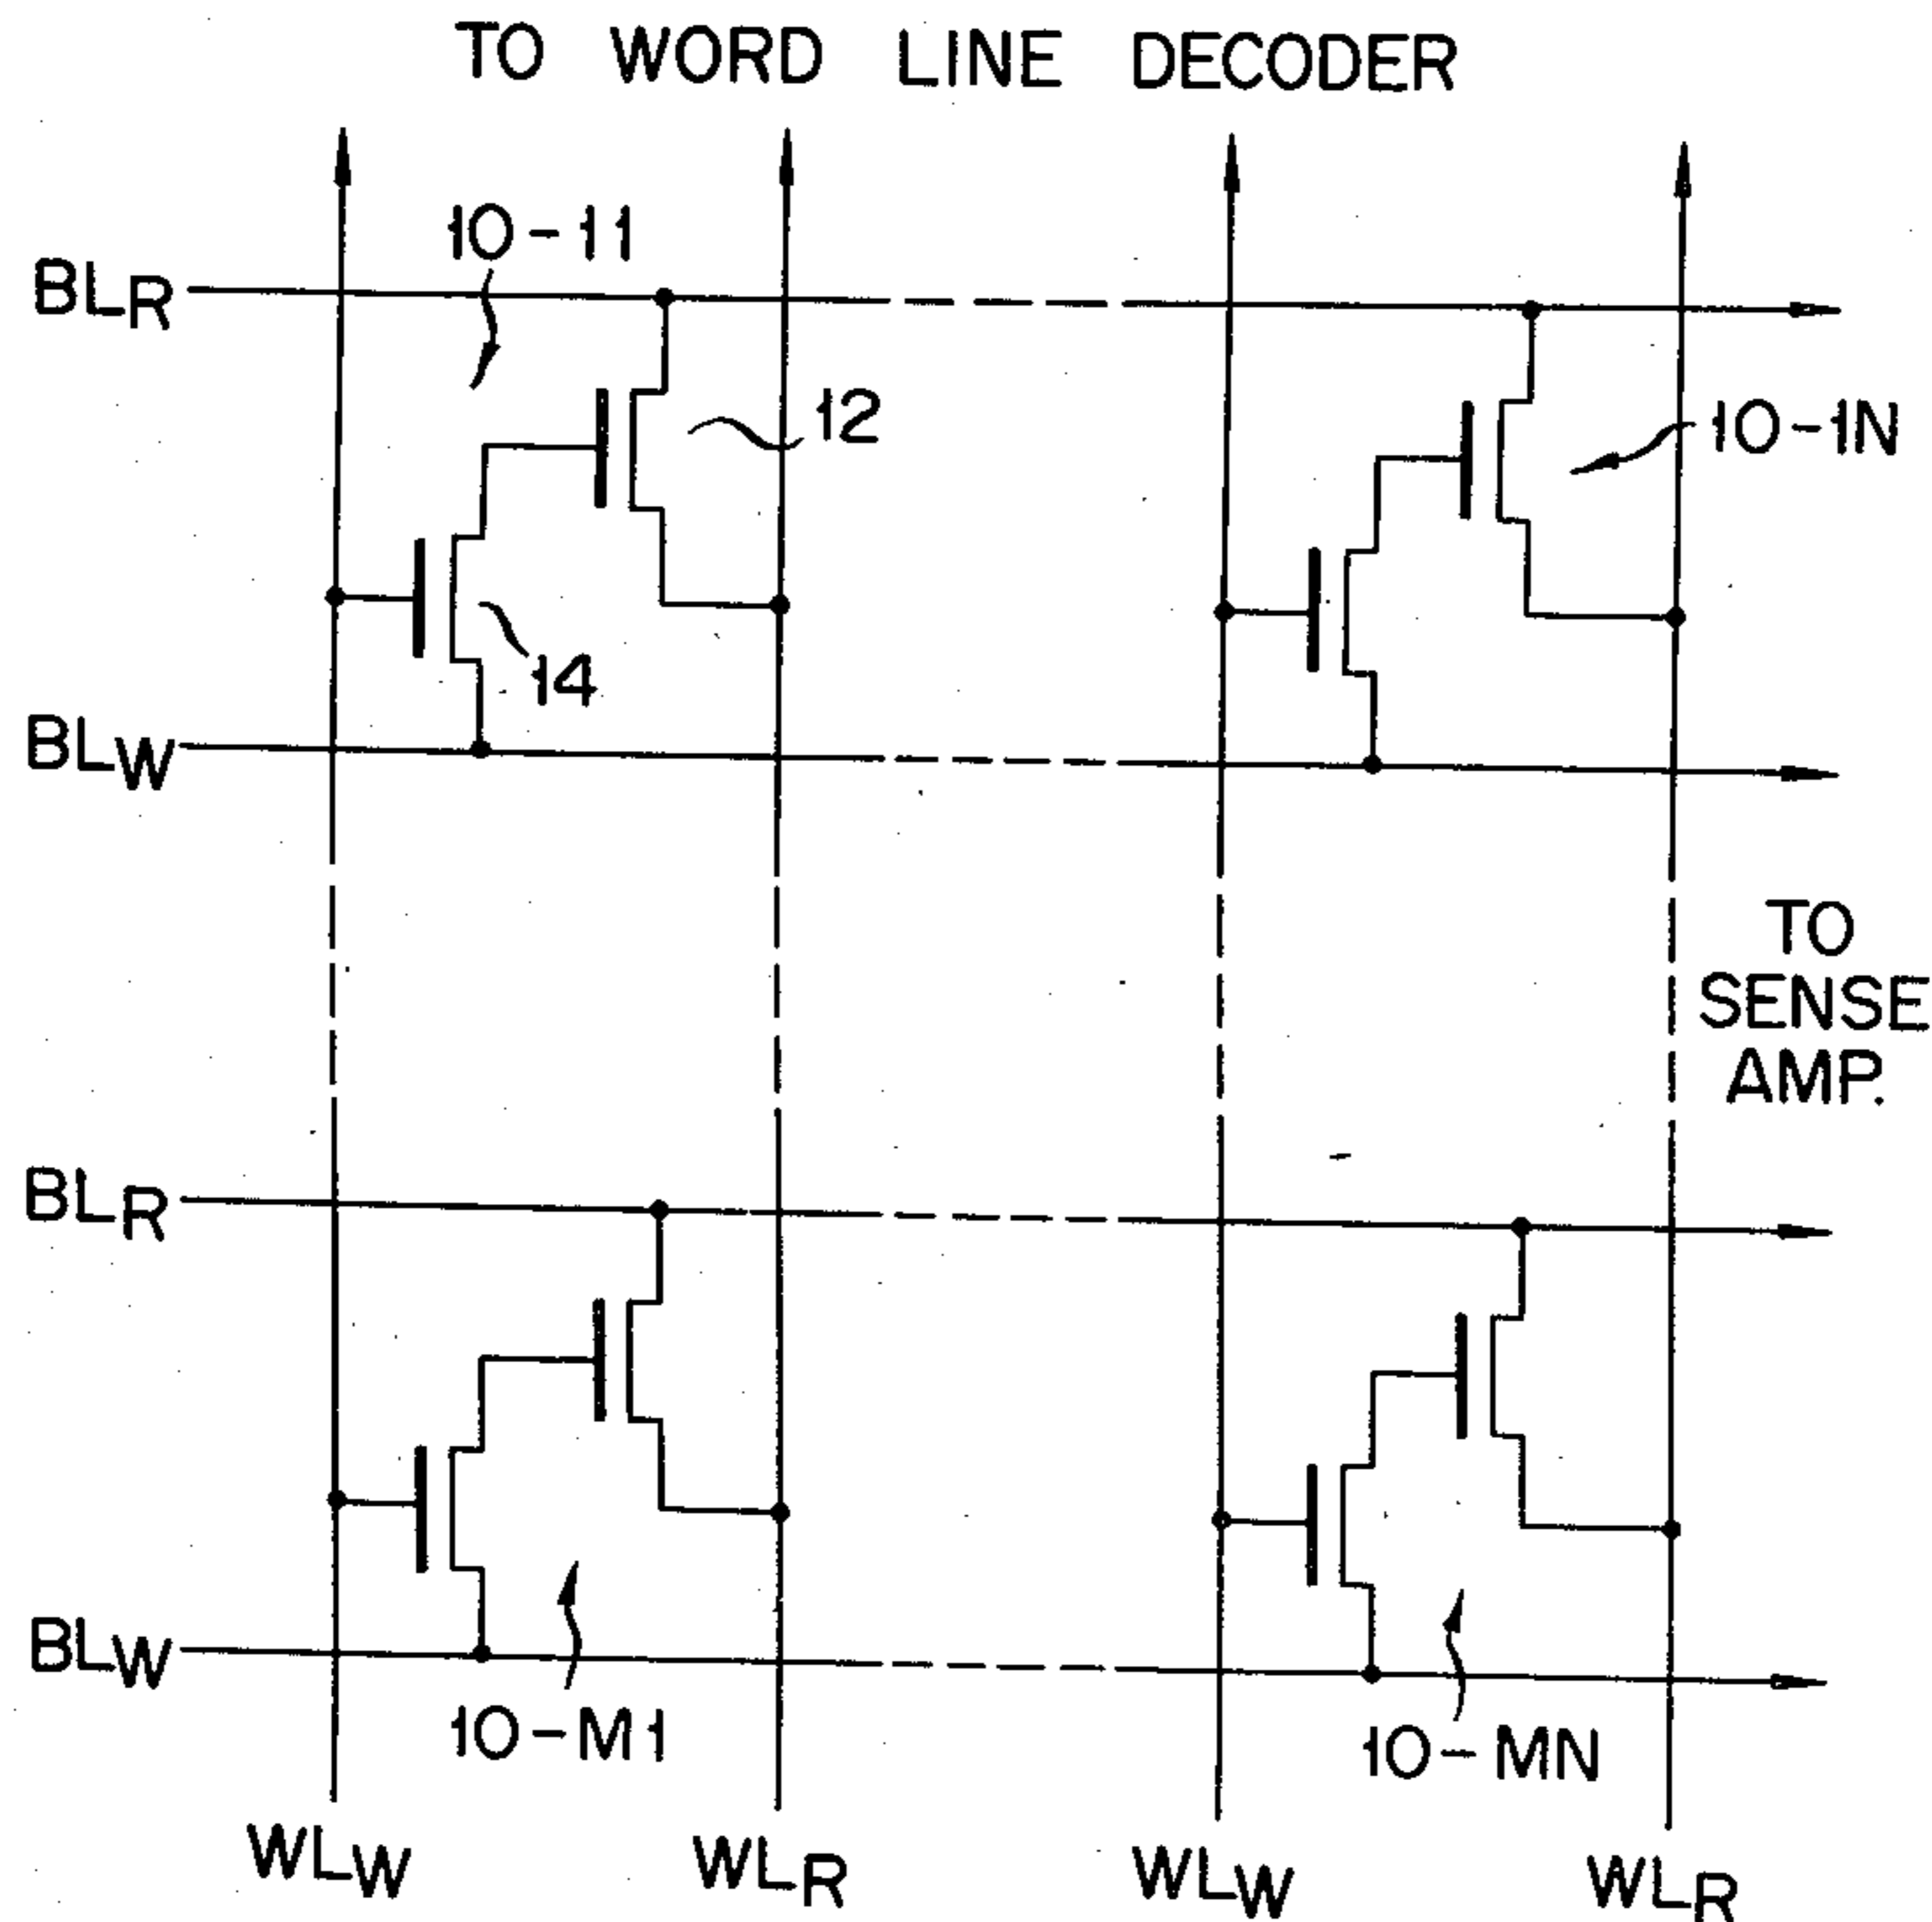 TO WORD LINE DECODER
10-11
BLR
12
10-1N
14
BLW
TO
SENSE
AMP.
BLR
BLW
10-M1
10-MN
WLW
WLR
WLW
WLR